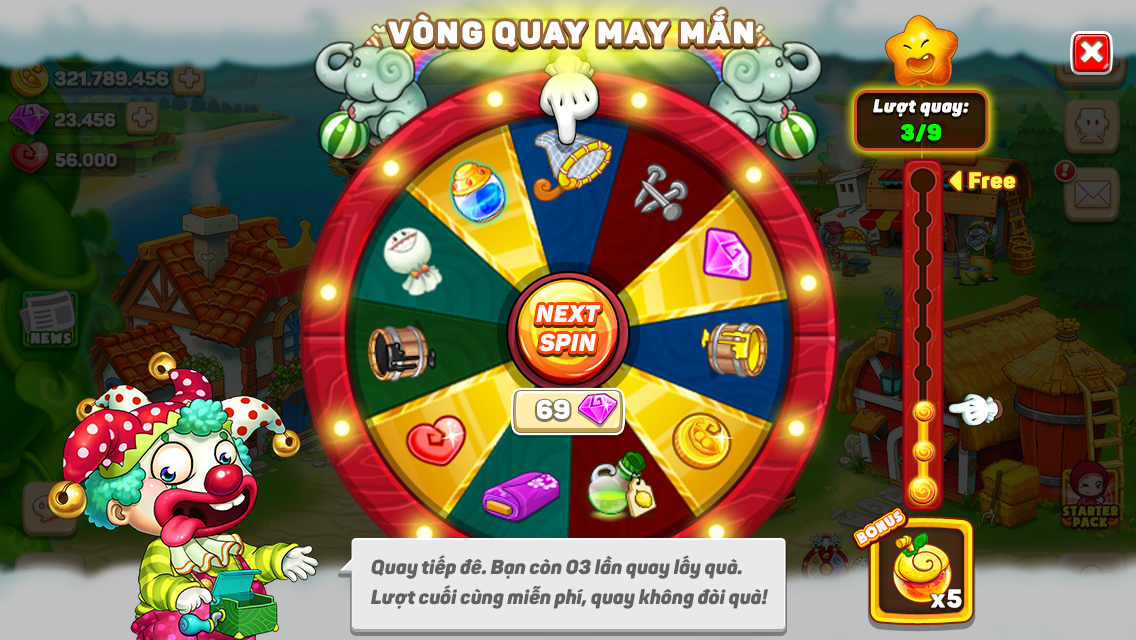 VÒNG QUAY MAY MẮN
321.789.456
23.456
56.000
Lượt quay:
3/9
Free
NEWS
NEXT
SPIN
69
STARTER
PACK
BONUS
x5
Quay tiếp đê. Bạn còn 03 lần quay lấy quà.
Lượt cuối cùng miễn phí, quay không đòi quà!